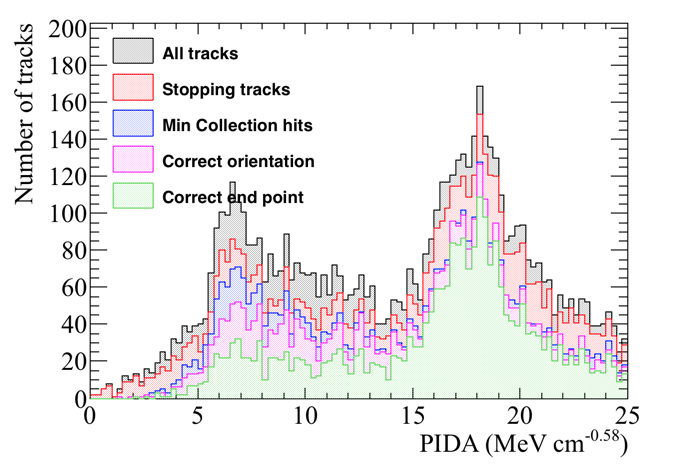 Number of tracks
200
180
160
140
120
100
80
60
40
20
0
All tracks
Stopping tracks
Min Collection hits
Correct orientation
Correct end point
0 5 10 15 20 25
PIDA (MeV cm-0.58)